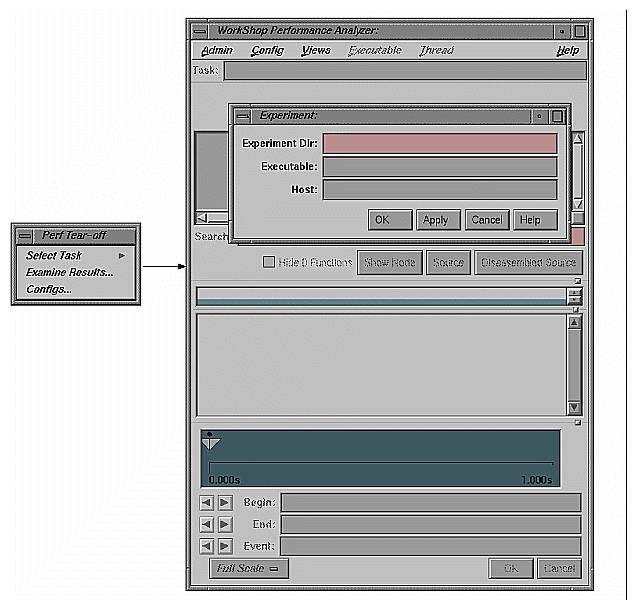 WorkShop Performance Analyzer:
Admin Config Views Executable Thread Help
Task:
Experiment:
Experiment Dir:
Executable:
Host:
OK Apply Cancel Help
Search
Hide 0 Functions Show Node Source Disassembled Source
Perf Tear-off
Select Task
Examine Results...
Configs...
0.000s 1.000s
Begin:
End:
Event:
Full Scale OK Cancel